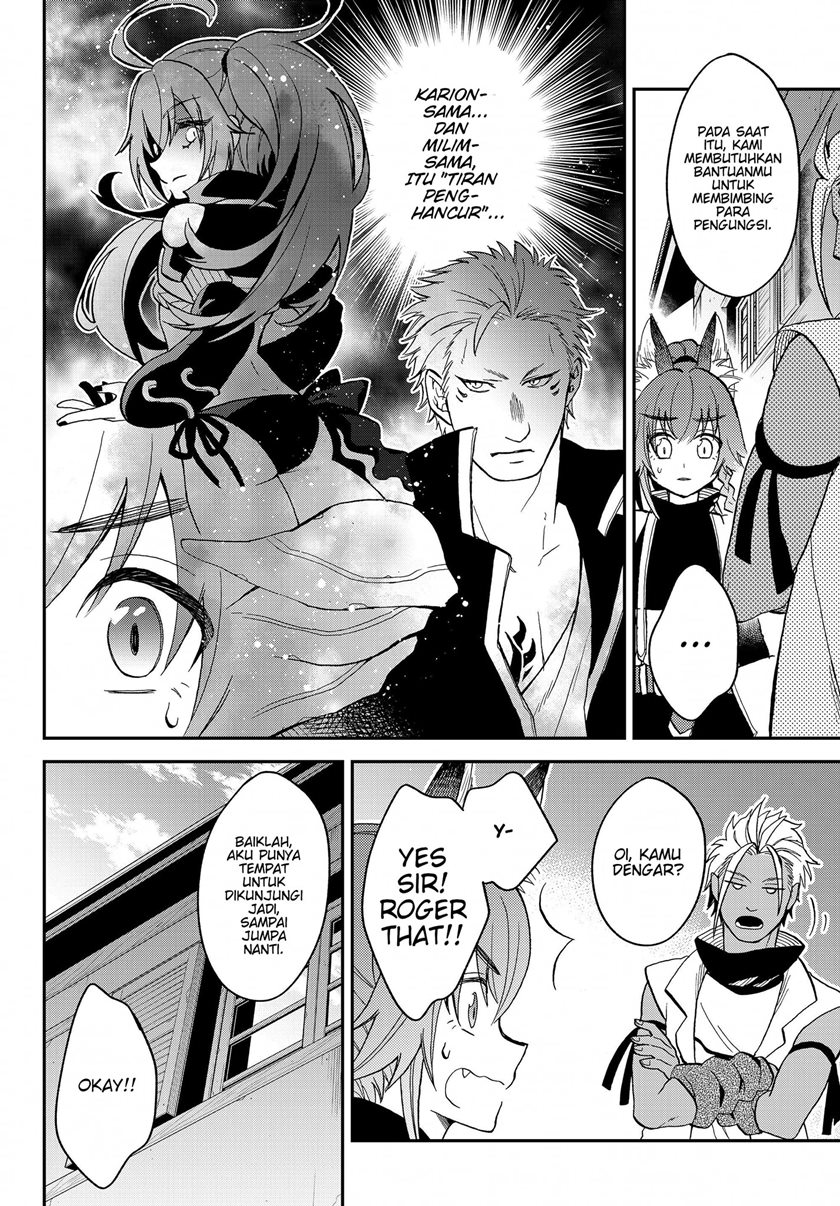 PADA SAAT
ITU, KAMI
MEMBUTUHKAN
BANTUANMU
UNTUK
MEMBIMBING
PARA
PENGUNGSI.
...
KARION-
SAMA...
DAN
MILIM-
SAMA,
ITU "TIRAN
PENG-
HANCUR"...
OI, KAMU
DENGAR?
Y-
YES
SIR!
ROGER
THAT!!
BAIKLAH,
AKU PUNYA
TEMPAT
UNTUK
DIKUNJUNGI
JADI,
SAMPAI
JUMPA
NANTI.
OKAY!!